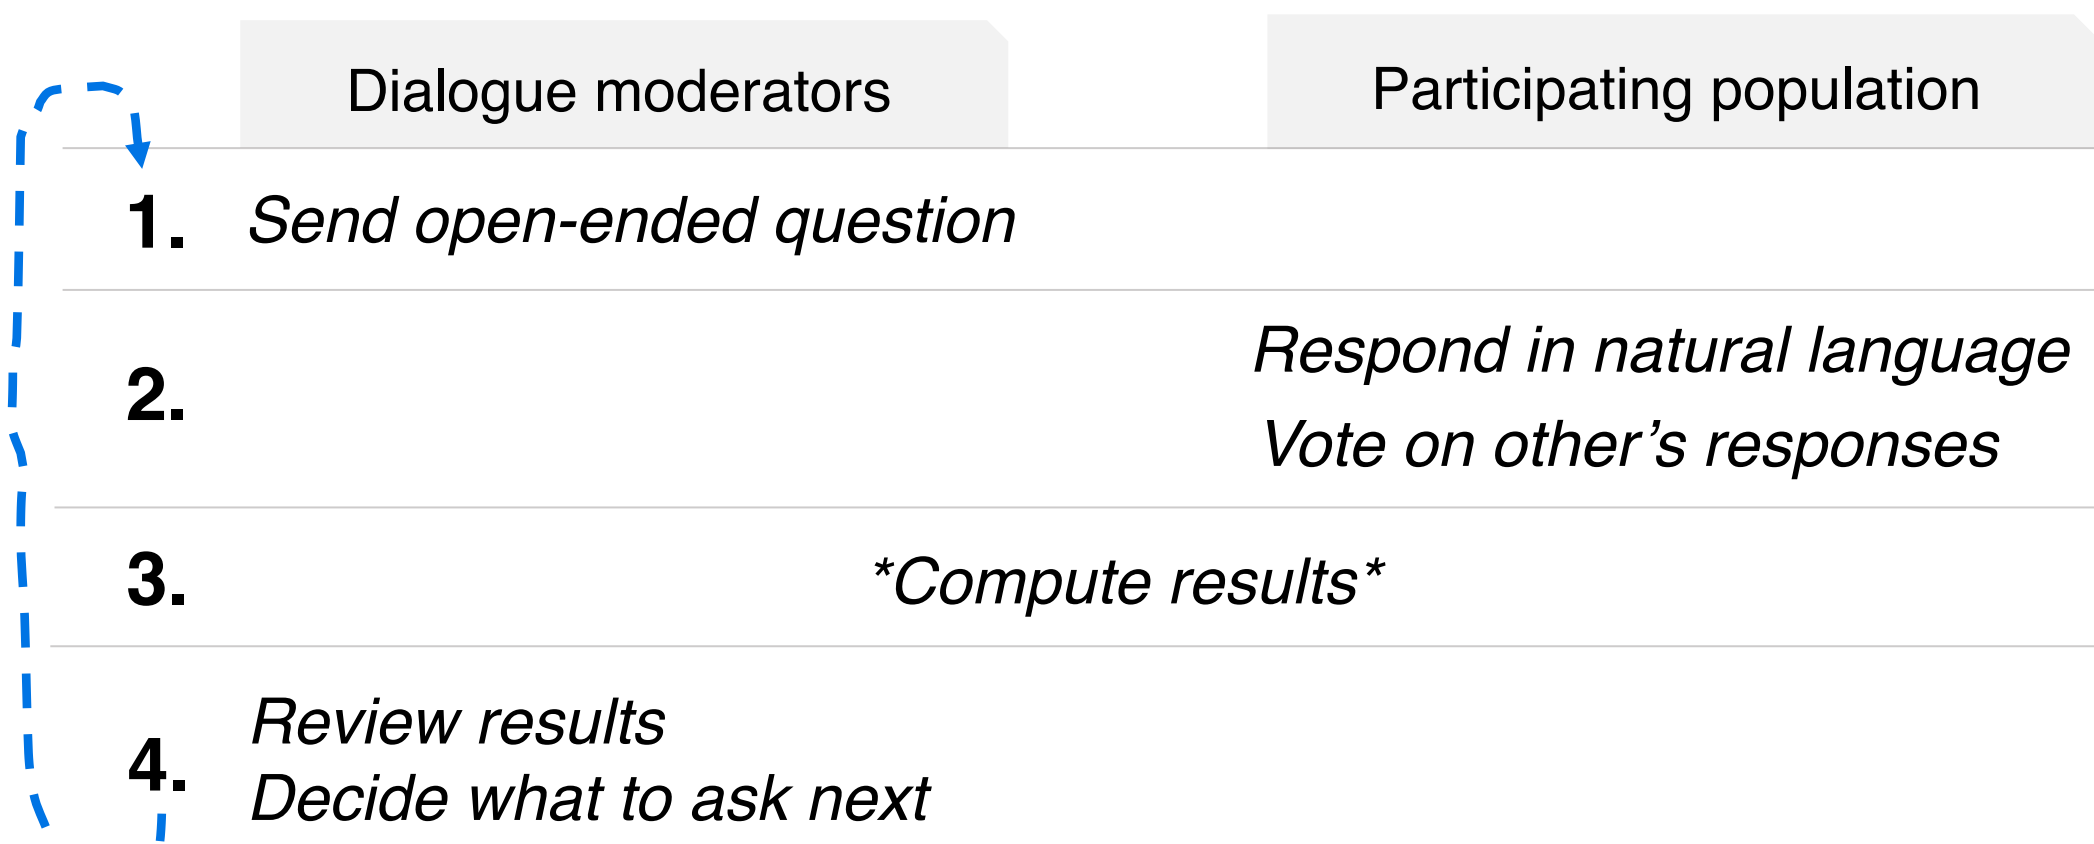 Dialogue moderators
Participating population
1. Send open-ended question
2.
Respond in natural language
Vote on other’s responses
3. *Compute results*
4.
Review results
Decide what to ask next